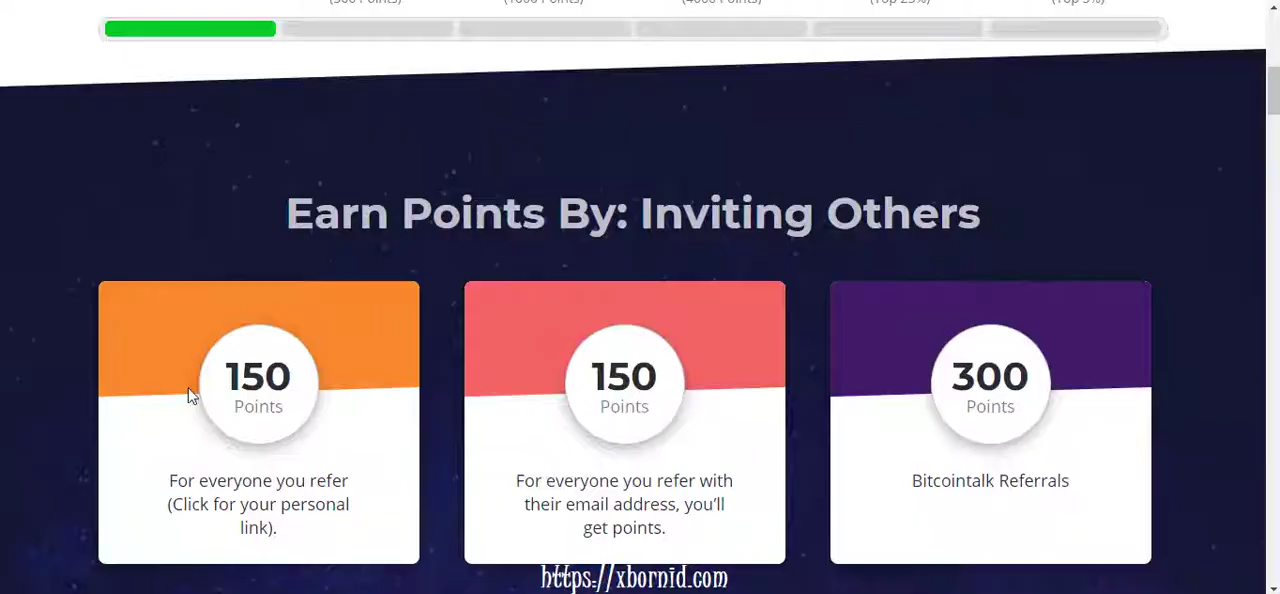 Earn Points By: Inviting Others
150
Points
For everyone you refer
(Click for your personal
link).
150
Points
For everyone you refer with
their email address, you'll
get points.
300
Points
Bitcointalk Referrals
https://xbornid.com